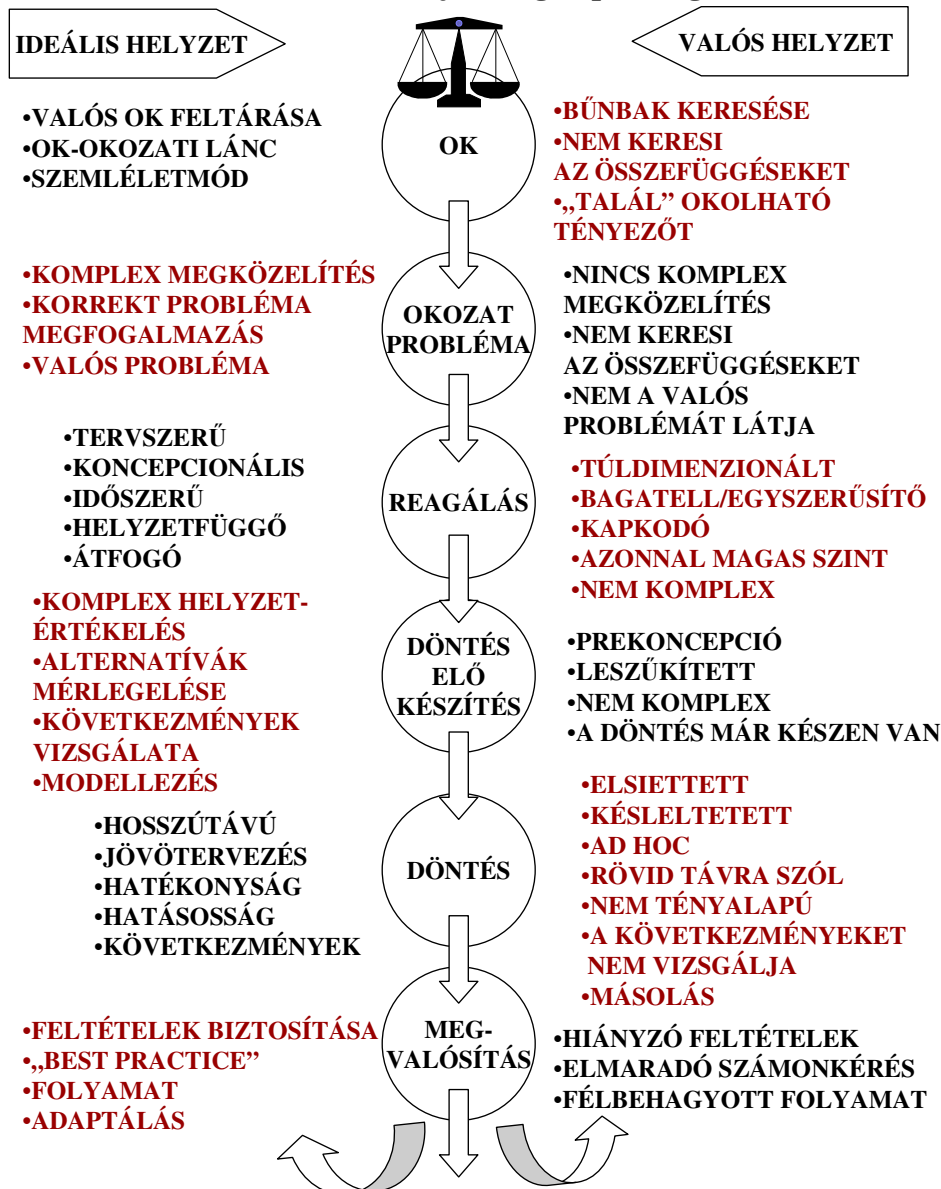 IDEÁLIS HELYZET
VALÓS HELYZET
•VALÓS OK FELTÁRÁSA
•OK-OKOZATI LÁNC
•SZEMLÉLETMÓD
OK
•BŰNBAK KERESÉSE
•NEM KERESI
AZ ÖSSZEFÜGGÉSEKET
•„TALÁL” OKOLHATÓ
TÉNYEZŐT
•KOMPLEX MEGKÖZELÍTÉS
•KORREKT PROBLÉMA
MEGFOGALMAZÁS
•VALÓS PROBLÉMA
OKOZAT
PROBLÉMA
•NINCS KOMPLEX
MEGKÖZELÍTÉS
•NEM KERESI
AZ ÖSSZEFÜGGÉSEKET
•NEM A VALÓS
PROBLÉMÁT LÁTJA
•TERVSZERŰ
•KONCEPCIONÁLIS
•IDŐSZERŰ
•HELYZETFÜGGŐ
•ÁTFOGÓ
REAGÁLÁS
•TÚLDIMENZIONÁLT
•BAGATELL/EGYSZERŰSÍTŐ
•KAPKODÓ
•AZONNAL MAGAS SZINT
•NEM KOMPLEX
•KOMPLEX HELYZET-
ÉRTÉKELÉS
•ALTERNATÍVÁK
MÉRLEGELÉSE
•KÖVETKEZMÉNYEK
VIZSGÁLATA
•MODELLEZÉS
DÖNTÉS
ELŐ
KÉSZÍTÉS
•PREKONCEPCIÓ
•LESZŰKÍTETT
•NEM KOMPLEX
•A DÖNTÉS MÁR KÉSZEN VAN
•HOSSZÚTÁVÚ
•JÖVÖTERVEZÉS
•HATÉKONYSÁG
•HATÁSOSSÁG
•KÖVETKEZMÉNYEK
DÖNTÉS
•ELSIETTETT
•KÉSLELTETETT
•AD HOC
•RÖVID TÁVRA SZÓL
•NEM TÉNYALAPÚ
•A KÖVETKEZMÉNYEKET
NEM VIZSGÁLJA
•MÁSOLÁS
•FELTÉTELEK BIZTOSÍTÁSA
•„BEST PRACTICE”
•FOLYAMAT
•ADAPTÁLÁS
MEG-
VALÓSÍTÁS
•HIÁNYZÓ FELTÉTELEK
•ELMARADÓ SZÁMONKÉRÉS
•FÉLBEHAGYOTT FOLYAMAT